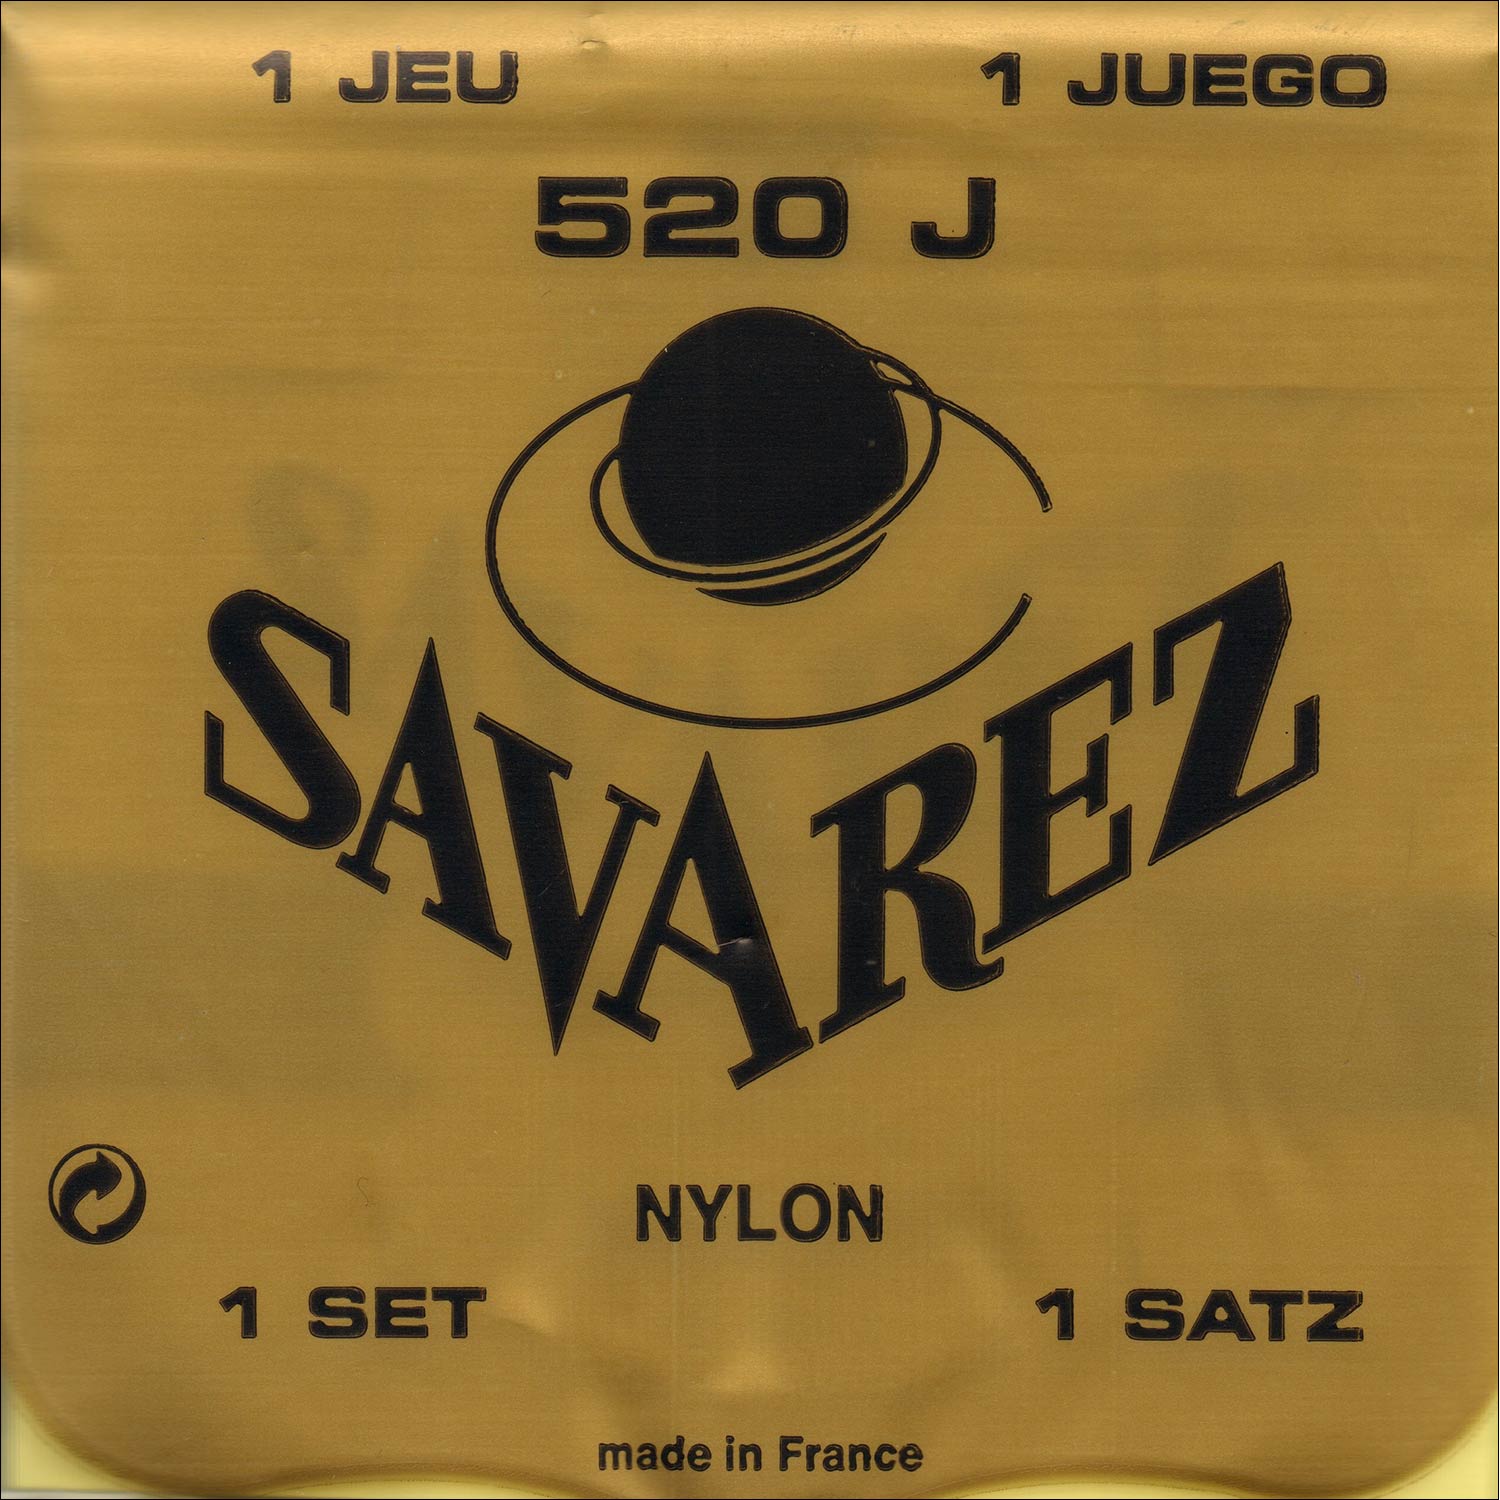 1 JEU
1 JUEGO
520 J
SAVAREZ
NYLON
1 SET
1 SATZ
made in France